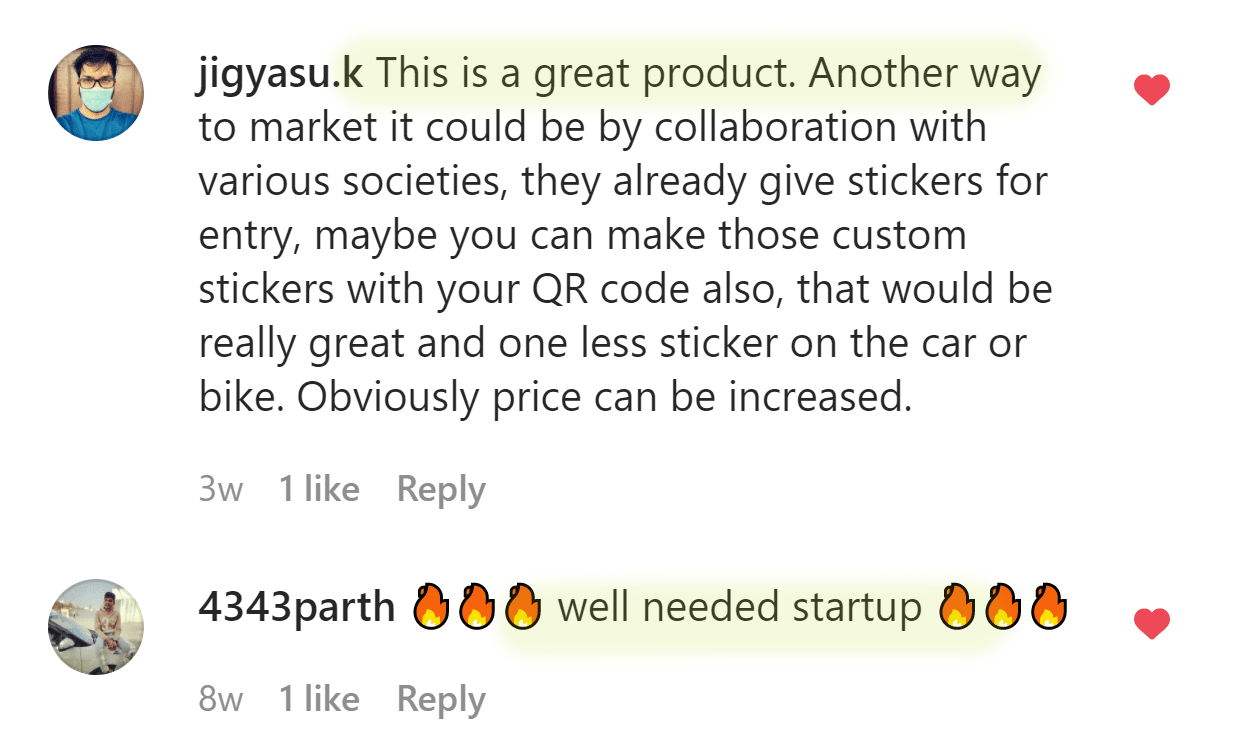 jigyasu.k This is a great product. Another way
to market it could be by collaboration with
various societies, they already give stickers for
entry, maybe you can make those custom
stickers with your QR code also, that would be
really great and one less sticker on the car or
bike. Obviously price can be increased.
3w 1 like Reply
4343parth 🔥🔥🔥 well needed startup 🔥🔥🔥
8w 1 like Reply